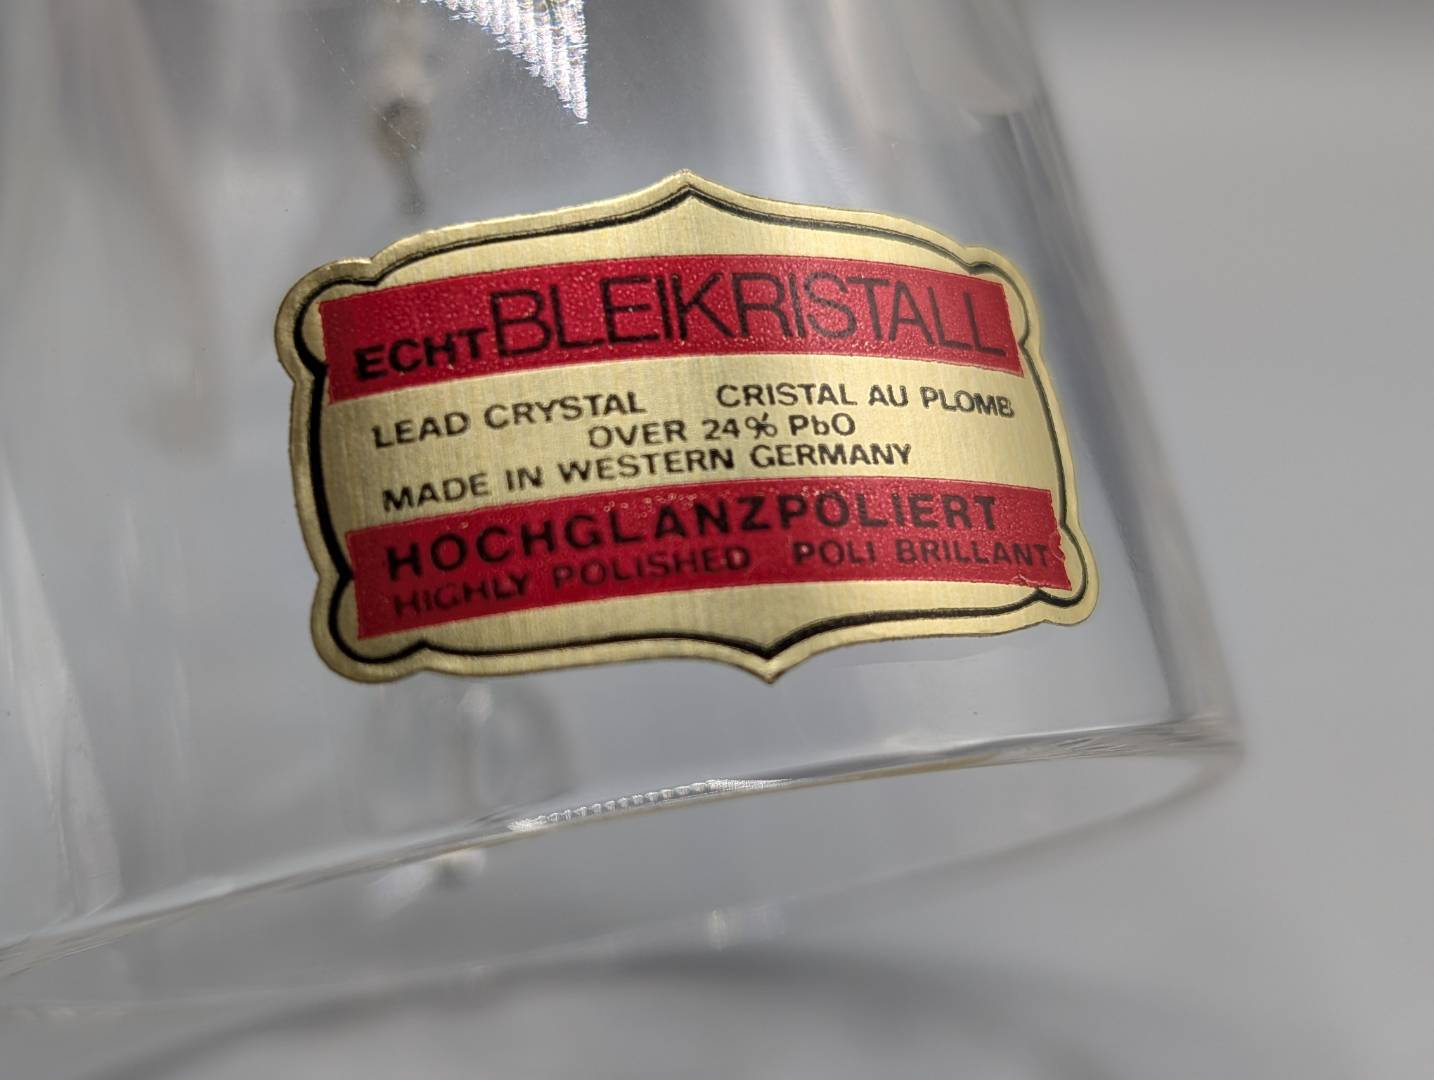 ECHT BLEIKRISTALL
LEAD CRYSTAL CRISTAL AU PLOMB
OVER 24% PbO
MADE IN WESTERN GERMANY
HOCHGLANZPOLIERT
HIGHLY POLISHED POLI BRILLANT